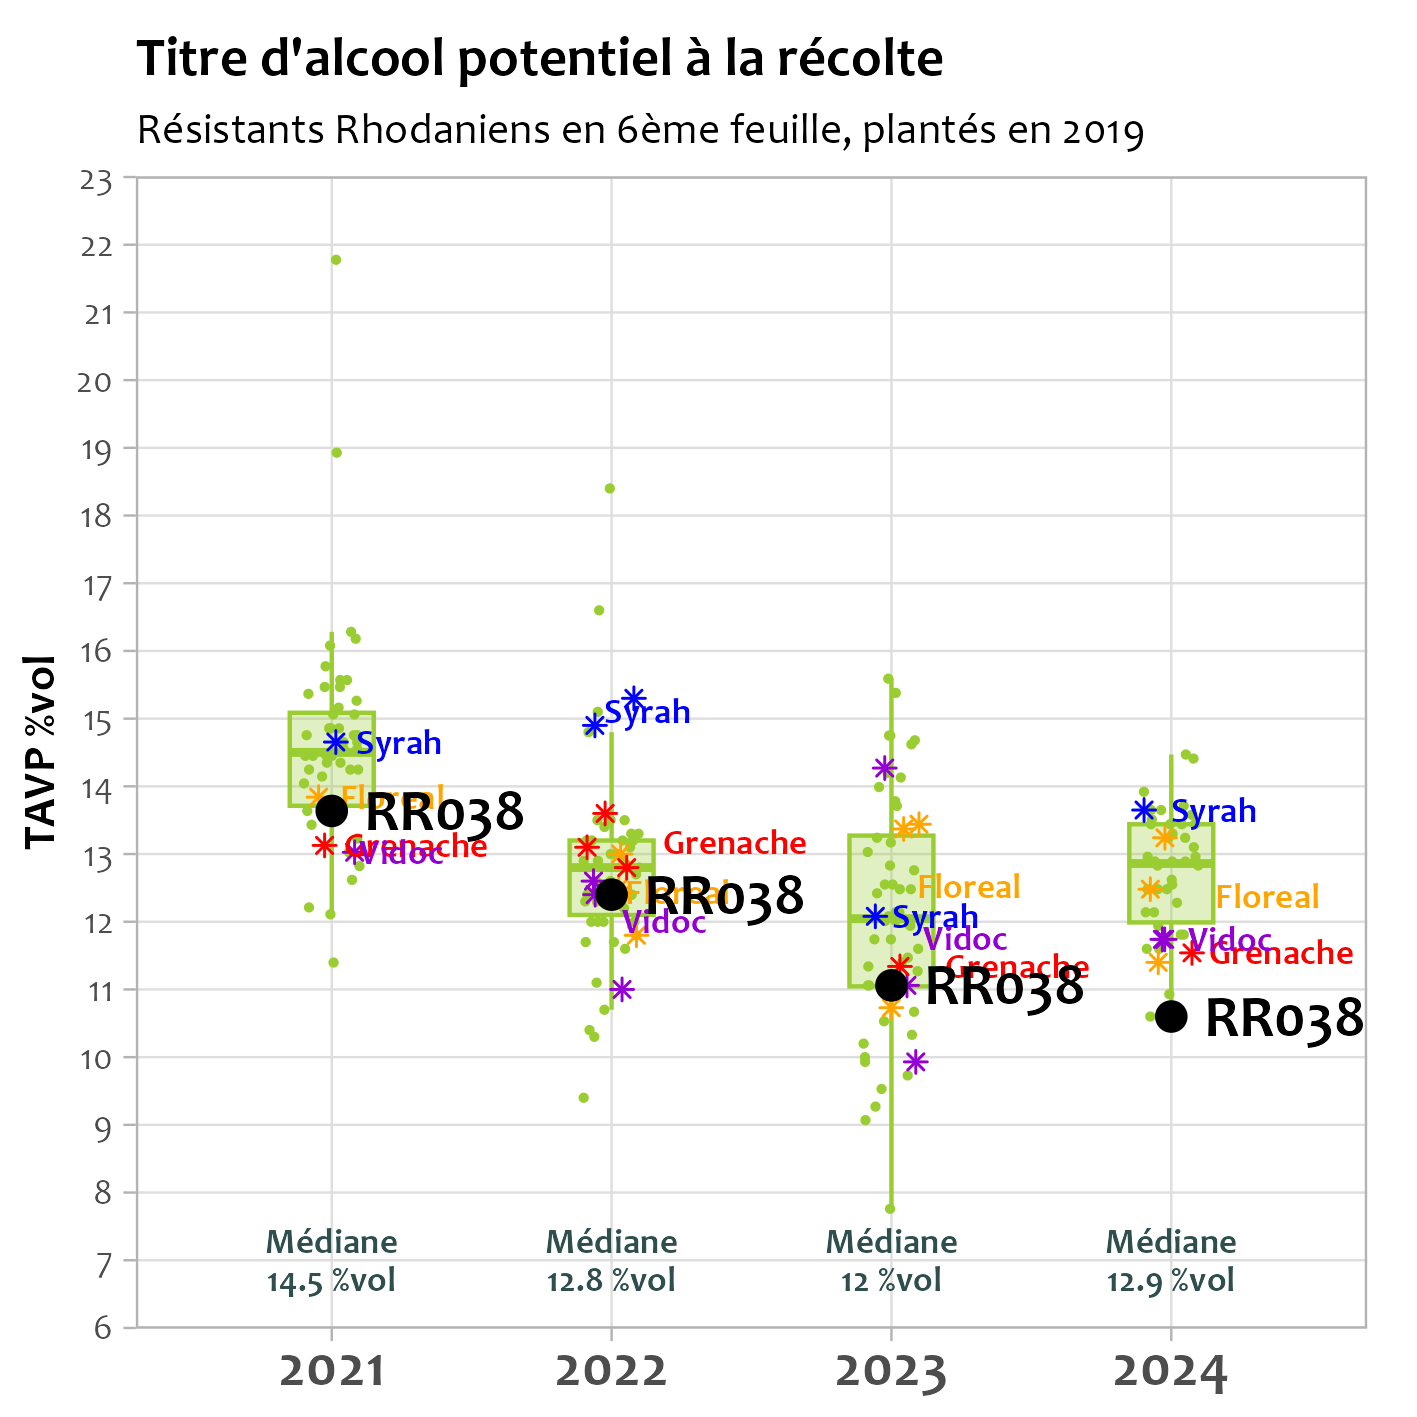 Titre d'alcool potentiel à la récolte
Résistants Rhodaniens en 6ème feuille, plantés en 2019
TAVP %vol
23
22
21
20
19
18
17
16
15
14
13
12
11
10
9
8
7
6
Syrah
Floreal
RR038
Grenache
Vidoc
Syrah
Grenache
Floreal
RR038
Vidoc
Floreal
Syrah
Vidoc
Grenache
RR038
Syrah
Floreal
Vidoc
Grenache
RR038
Médiane
14.5 %vol
Médiane
12.8 %vol
Médiane
12 %vol
Médiane
12.9 %vol
2021
2022
2023
2024